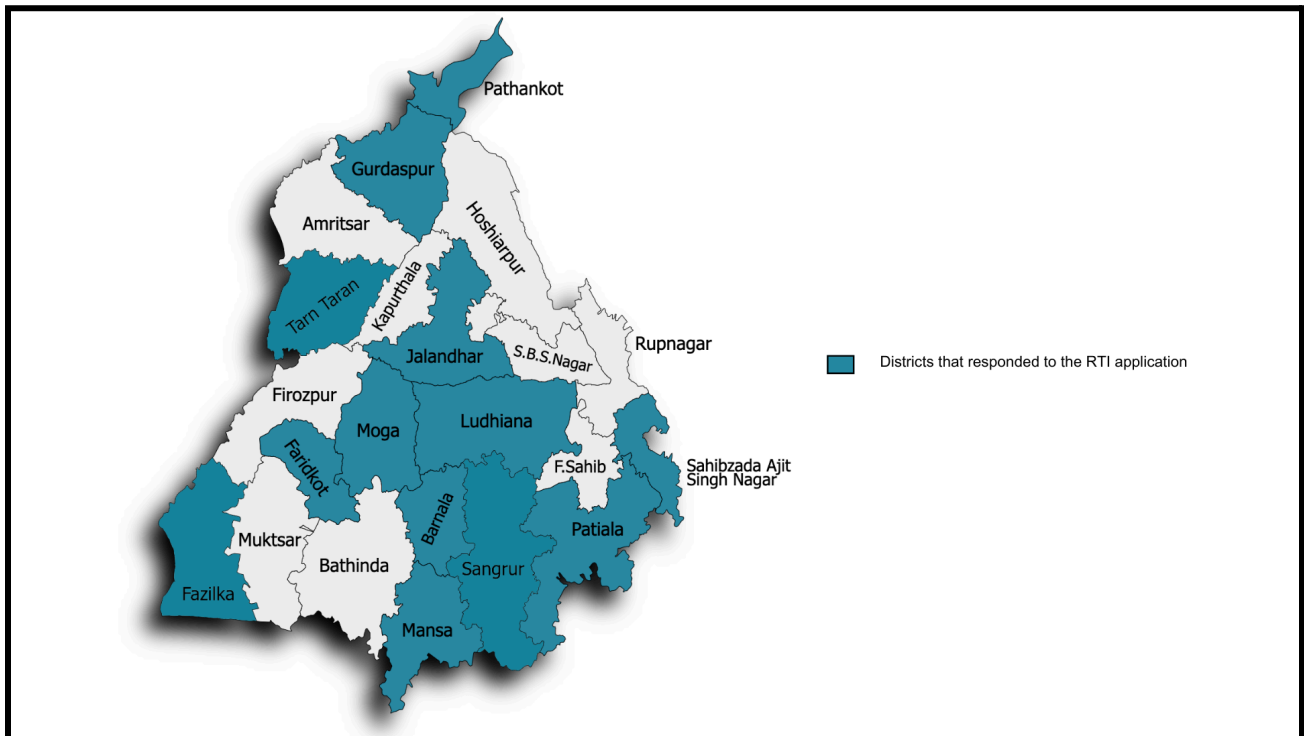 Pathankot
Gurdaspur
Amritsar
Hoshiarpur
Tarn Taran
Kapurthala
Jalandhar
S.B.S.Nagar
Rupnagar
Districts that responded to the RTI application
Firozpur
Moga
Ludhiana
Faridkot
F.Sahib
Sahibzada Ajit
Singh Nagar
Muktsar
Barnala
Patiala
Bathinda
Sangrur
Fazilka
Mansa